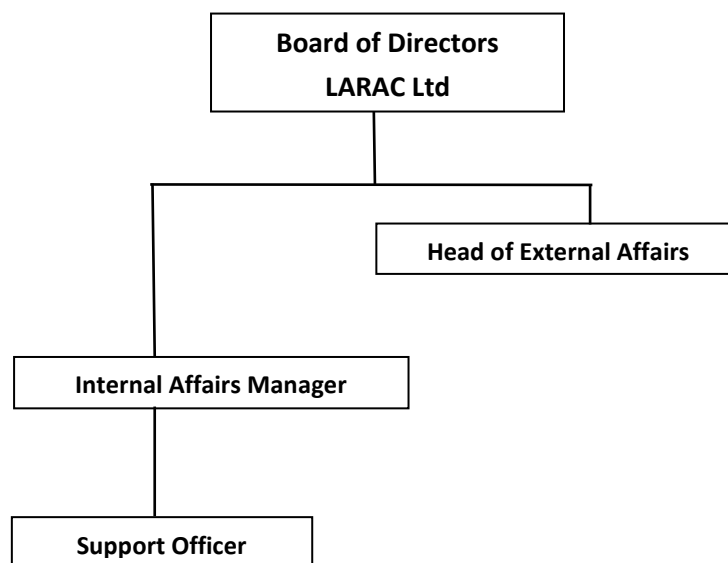 Board of Directors
LARAC Ltd
Head of External Affairs
Internal Affairs Manager
Support Officer